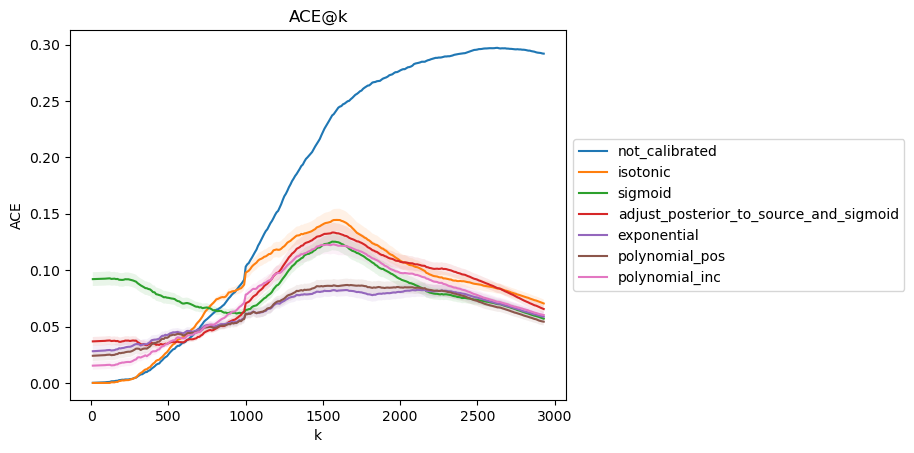 ACE@k
0.30
0.25
0.20
0.15
0.10
0.05
0.00
ACE
0
500
1000
1500
2000
2500
3000
k
not_calibrated
isotonic
sigmoid
adjust_posterior_to_source_and_sigmoid
exponential
polynomial_pos
polynomial_inc